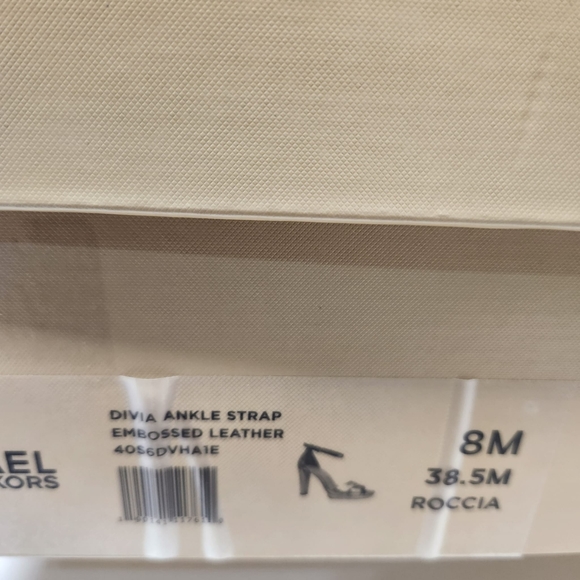 AEL
KORS
DIVIA ANKLE STRAP
EMBOSSED LEATHER
40S6DVHA1E
8M
38.5M
ROCCIA